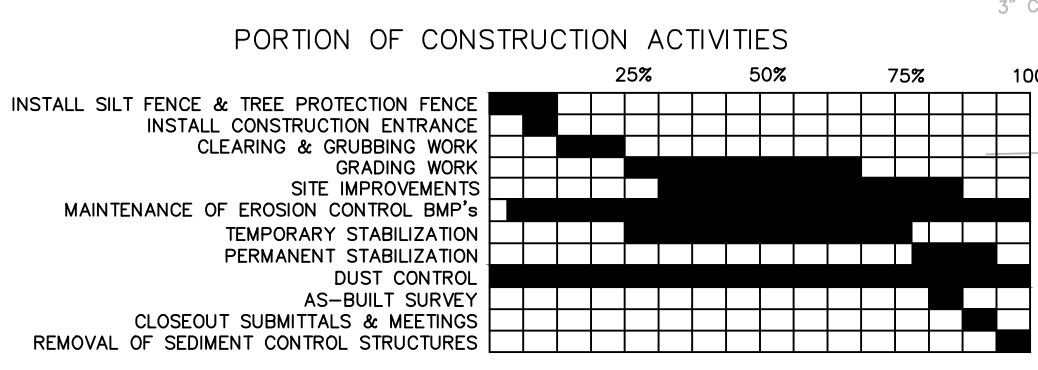 3" C
PORTION OF CONSTRUCTION ACTIVITIES
25% 50% 75% 100
INSTALL SILT FENCE & TREE PROTECTION FENCE
INSTALL CONSTRUCTION ENTRANCE
CLEARING & GRUBBING WORK
GRADING WORK
SITE IMPROVEMENTS
MAINTENANCE OF EROSION CONTROL BMP's
TEMPORARY STABILIZATION
PERMANENT STABILIZATION
DUST CONTROL
AS-BUILT SURVEY
CLOSEOUT SUBMITTALS & MEETINGS
REMOVAL OF SEDIMENT CONTROL STRUCTURES